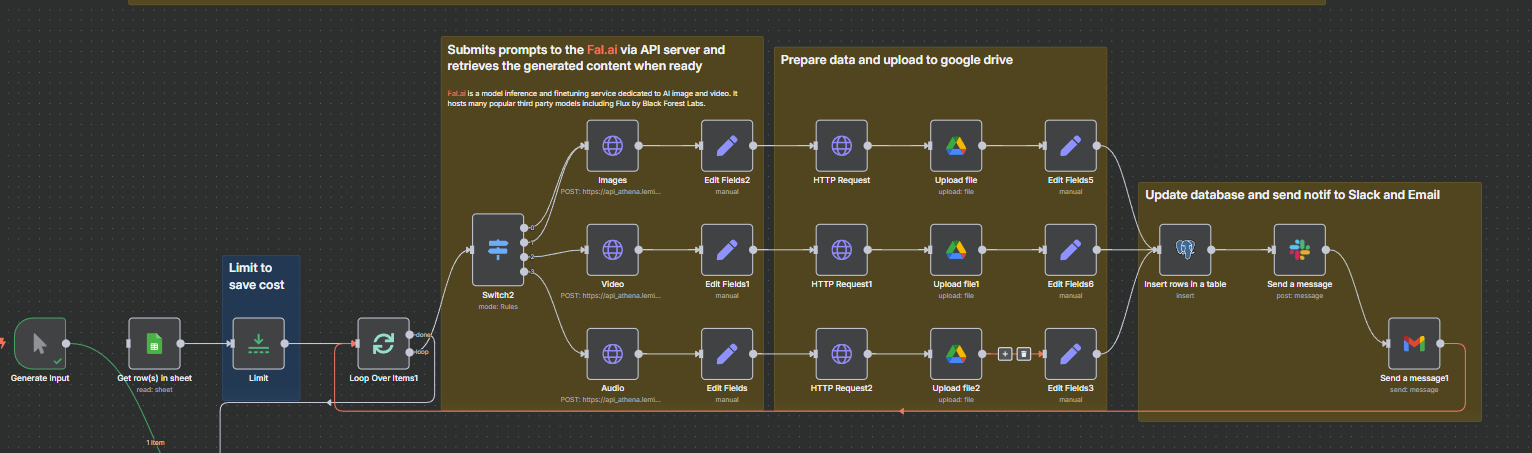 Submits prompts to the Fal.ai via API server and
retrieves the generated content when ready
Fal.ai is a model inference and finetuning service dedicated to AI image and video. It
hosts many popular third party models including Flux by Black Forest Labs.
Prepare data and upload to google drive
Update database and send notif to Slack and Email
Limit to
save cost
Generate Input
Get row(s) in sheet
read: sheet
Limit
Loop Over Items1
done
loop
Switch2
mode: Rules
0
1
2
3
Images
POST: https://api_athena.lemi...
Edit Fields2
manual
HTTP Request
Upload file
upload: file
Edit Fields5
manual
Video
POST: https://api_athena.lemi...
Edit Fields1
manual
HTTP Request1
Upload file1
upload: file
Edit Fields6
manual
Audio
POST: https://api_athena.lemi...
Edit Fields
manual
HTTP Request2
Upload file2
upload: file
Edit Fields3
manual
Insert rows in a table
insert
Send a message
post: message
Send a message1
send: message
1 item